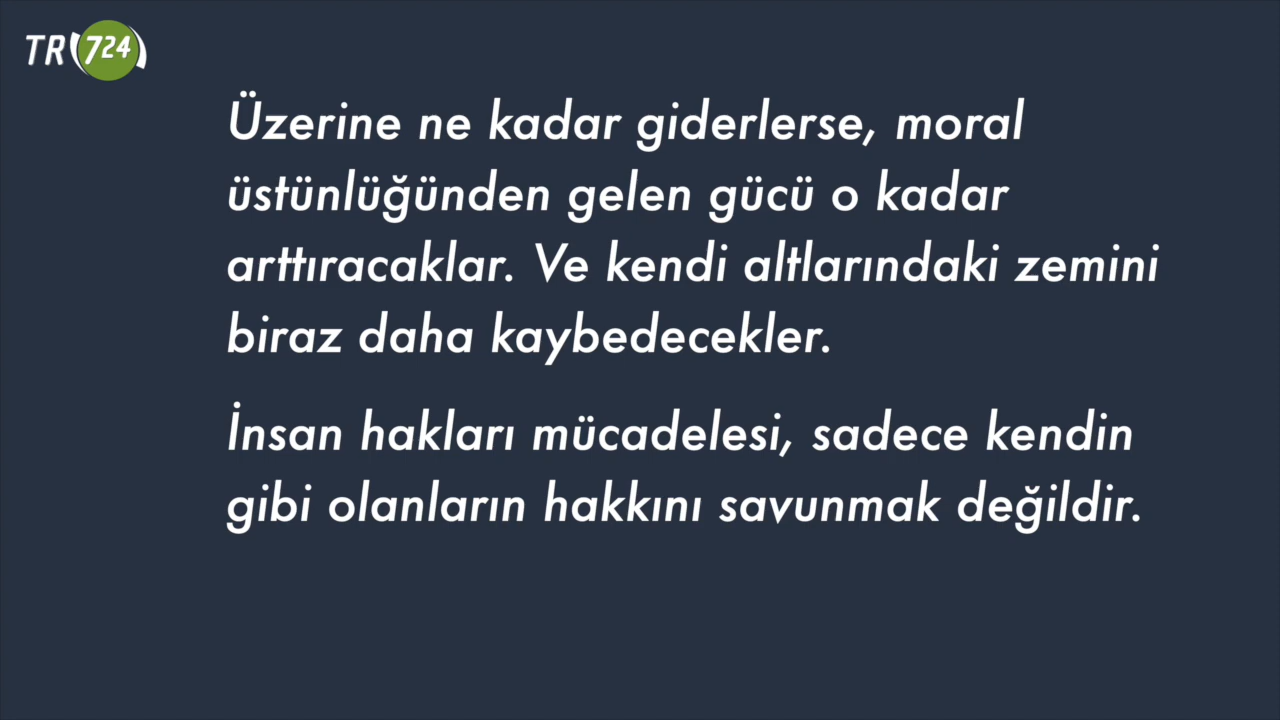 TR724
Üzerine ne kadar giderlerse, moral
üstünlüğünden gelen gücü o kadar
arttıracaklar. Ve kendi altlarındaki zemini
biraz daha kaybedecekler.
İnsan hakları mücadelesi, sadece kendin
gibi olanların hakkını savunmak değildir.